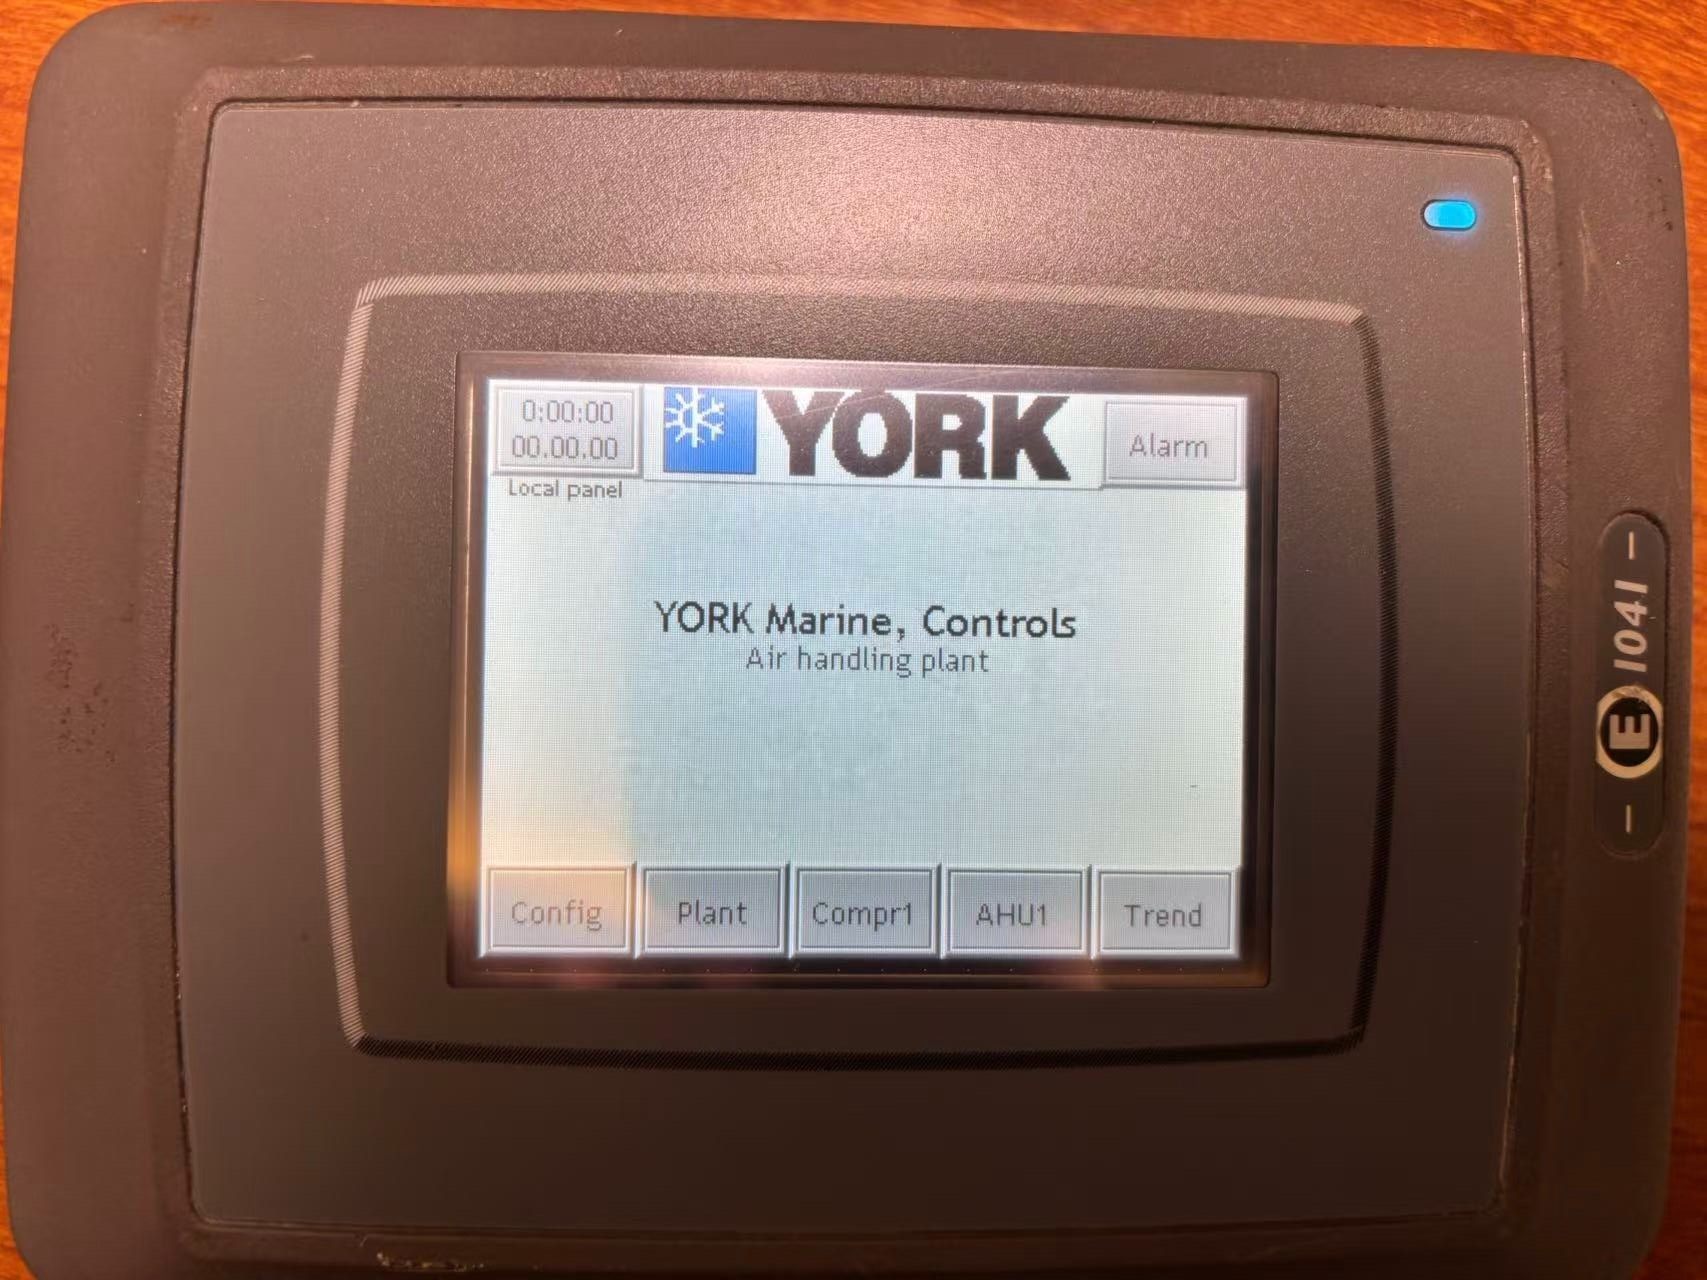 0:00:00
00.00.00
YORK
Alarm
Local panel
YORK Marine, Controls
Air handling plant
Config
Plant
Compr1
AHU1
Trend
E 1041